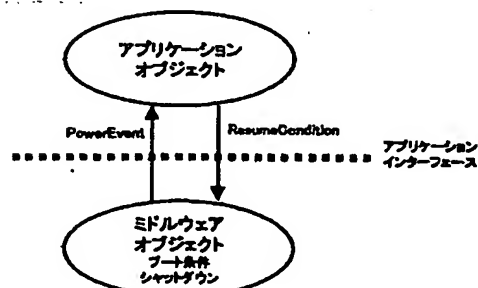 アプリケーション
オブジェクト
PowerEvent
ResumeCondition
アプリケーション
インターフェース
ミドルウェア
オブジェクト
ブート条件
シャットダウン